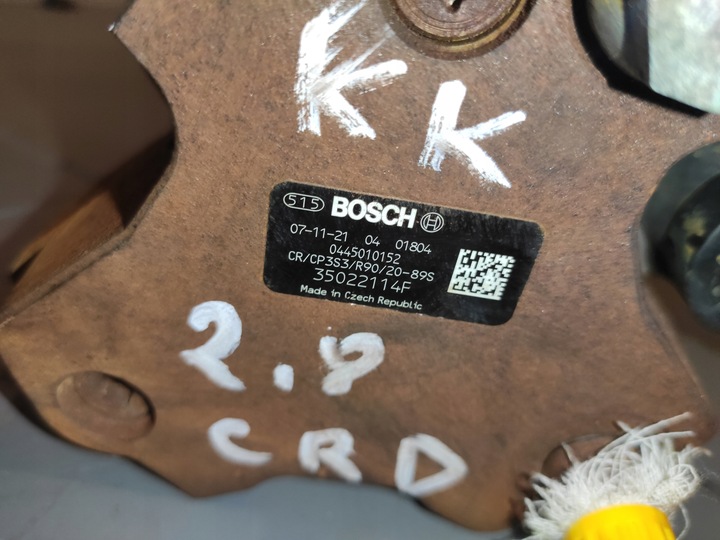 KK
515 BOSCH
07-11-21 04 01804
0445010152
CR/CP3S3/R90/20-89S
35022114F
Made in Czech Republic
2.8
CRD